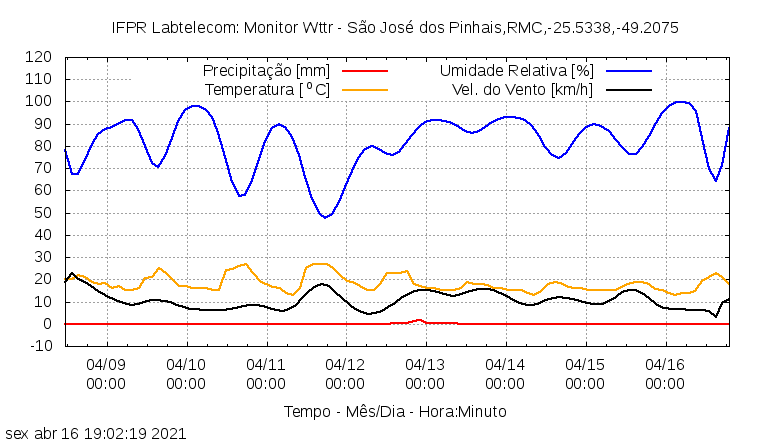 IFPR Labtelecom: Monitor Wttr - São José dos Pinhais,RMC,-25.5338,-49.2075
120
110
100
90
80
70
60
50
40
30
20
10
0
-10
Precipitação [mm] Umidade Relativa [%]
Temperatura [⁰C] Vel. do Vento [km/h]
04/09 04/10 04/11 04/12 04/13 04/14 04/15 04/16
00:00 00:00 00:00 00:00 00:00 00:00 00:00 00:00
Tempo - Mês/Dia - Hora:Minuto
sex abr 16 19:02:19 2021